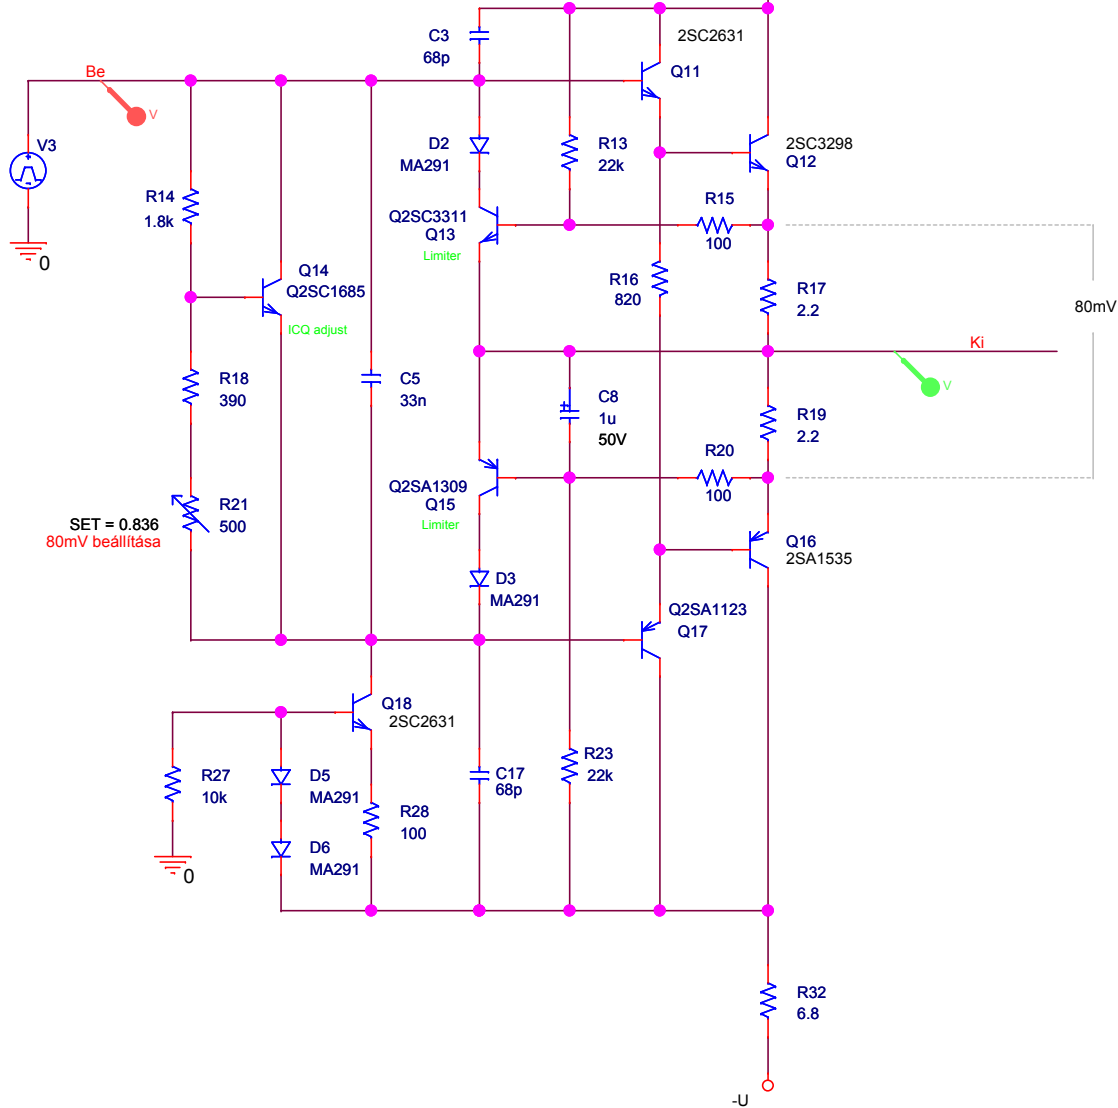 C3
68p
2SC2631
Q11
Be
V
V3
D2
MA291
R13
22k
2SC3298
Q12
R14
1.8k
R15
100
Q2SC3311
Q13
Limiter
0
Q14
Q2SC1685
ICQ adjust
R16
820
R17
2.2
80mV
Ki
V
R18
390
C5
33n
C8
1u
50V
R19
2.2
R20
100
Q2SA1309
Q15
Limiter
R21
500
SET = 0.836
80mV beállítása
Q16
2SA1535
D3
MA291
Q2SA1123
Q17
Q18
2SC2631
R27
10k
D5
MA291
R28
100
C17
68p
R23
22k
D6
MA291
0
R32
6.8
-U